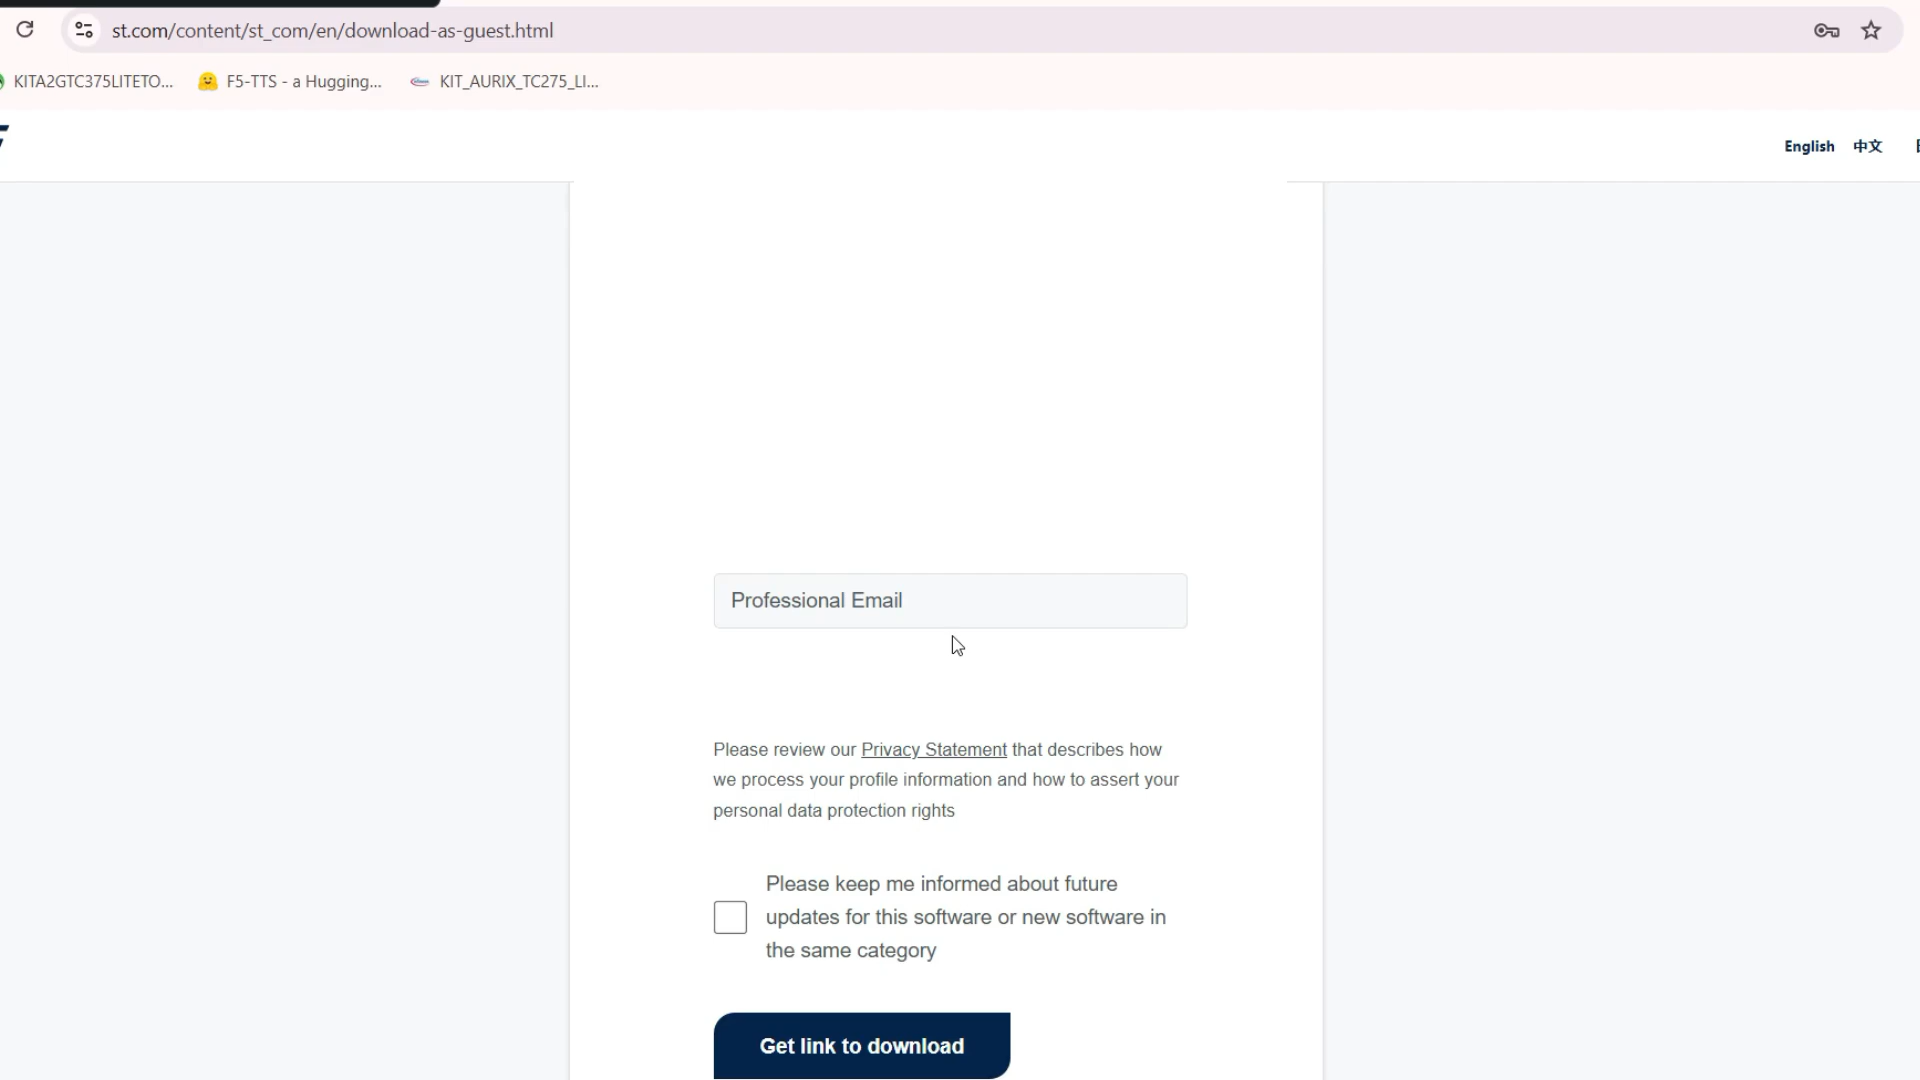 st.com/content/st_com/en/download-as-guest.html
KITA2GTC375LITETO... F5-TTS - a Hugging... KIT_AURIX_TC275_LI...
English 中文
Professional Email
Please review our Privacy Statement that describes how
we process your profile information and how to assert your
personal data protection rights
Please keep me informed about future
updates for this software or new software in
the same category
Get link to download